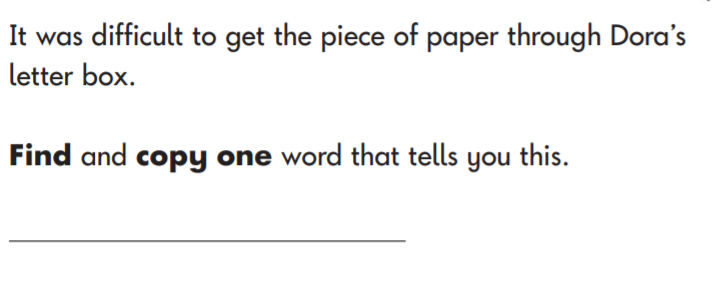 It was difficult to get the piece of paper through Dora's
letter box.
Find and copy one word that tells you this.